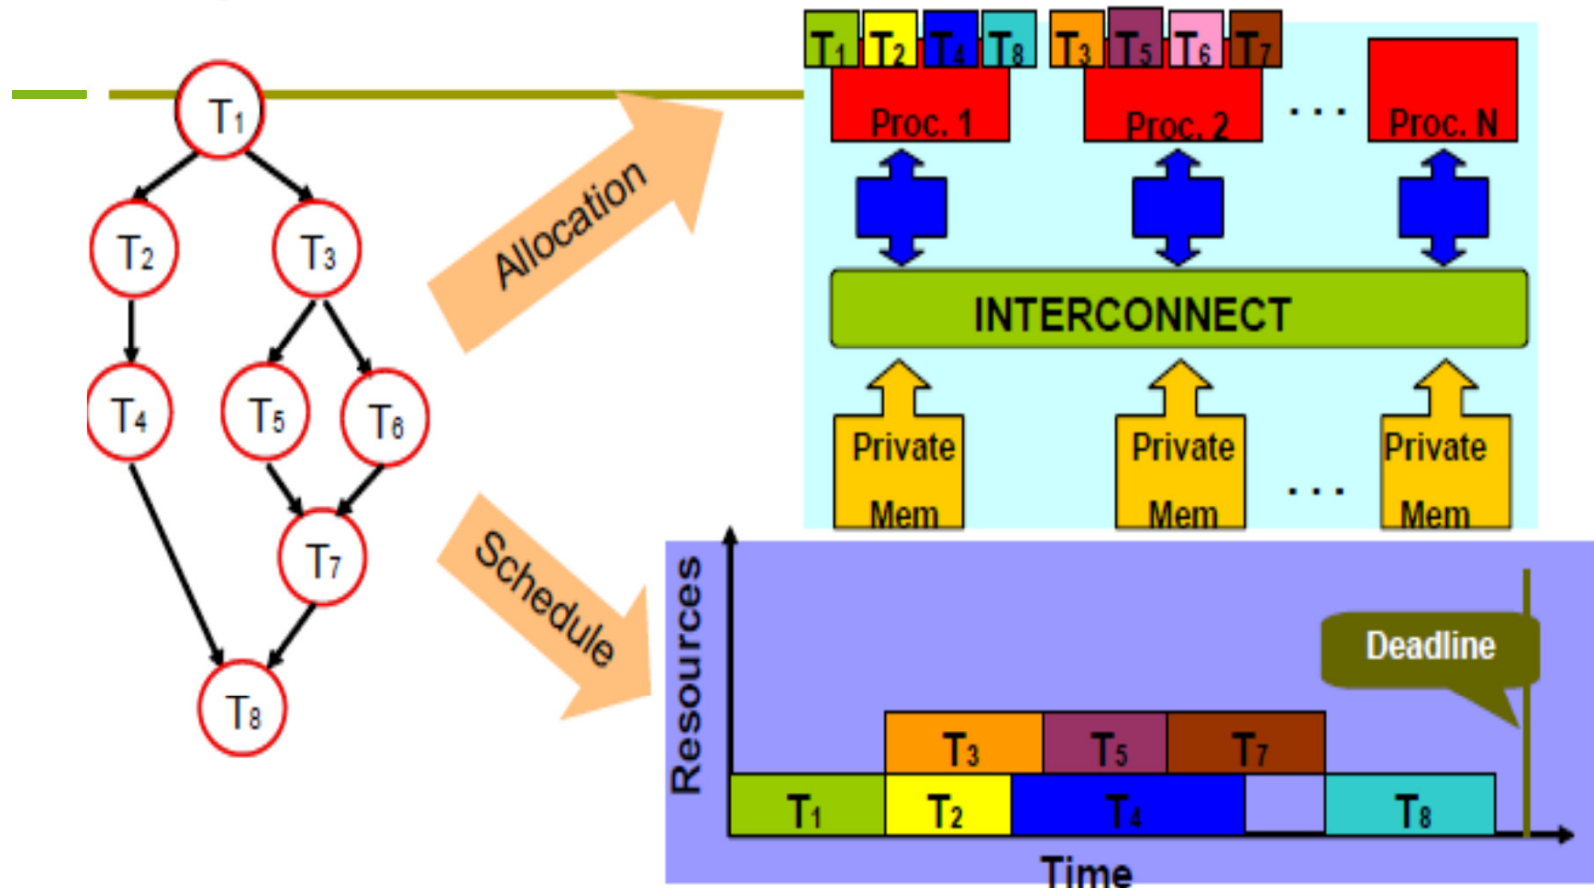 T1
T2
T3
T4
T5
T6
T7
T8
Allocation
Schedule
T1 T2 T4 T8 T3 T5 T6 T7
Proc. 1 Proc. 2 ... Proc. N
INTERCONNECT
Private Private Private
Mem Mem ... Mem
Resources
Deadline
T3 T5 T7
T1 T2 T4 T8
Time